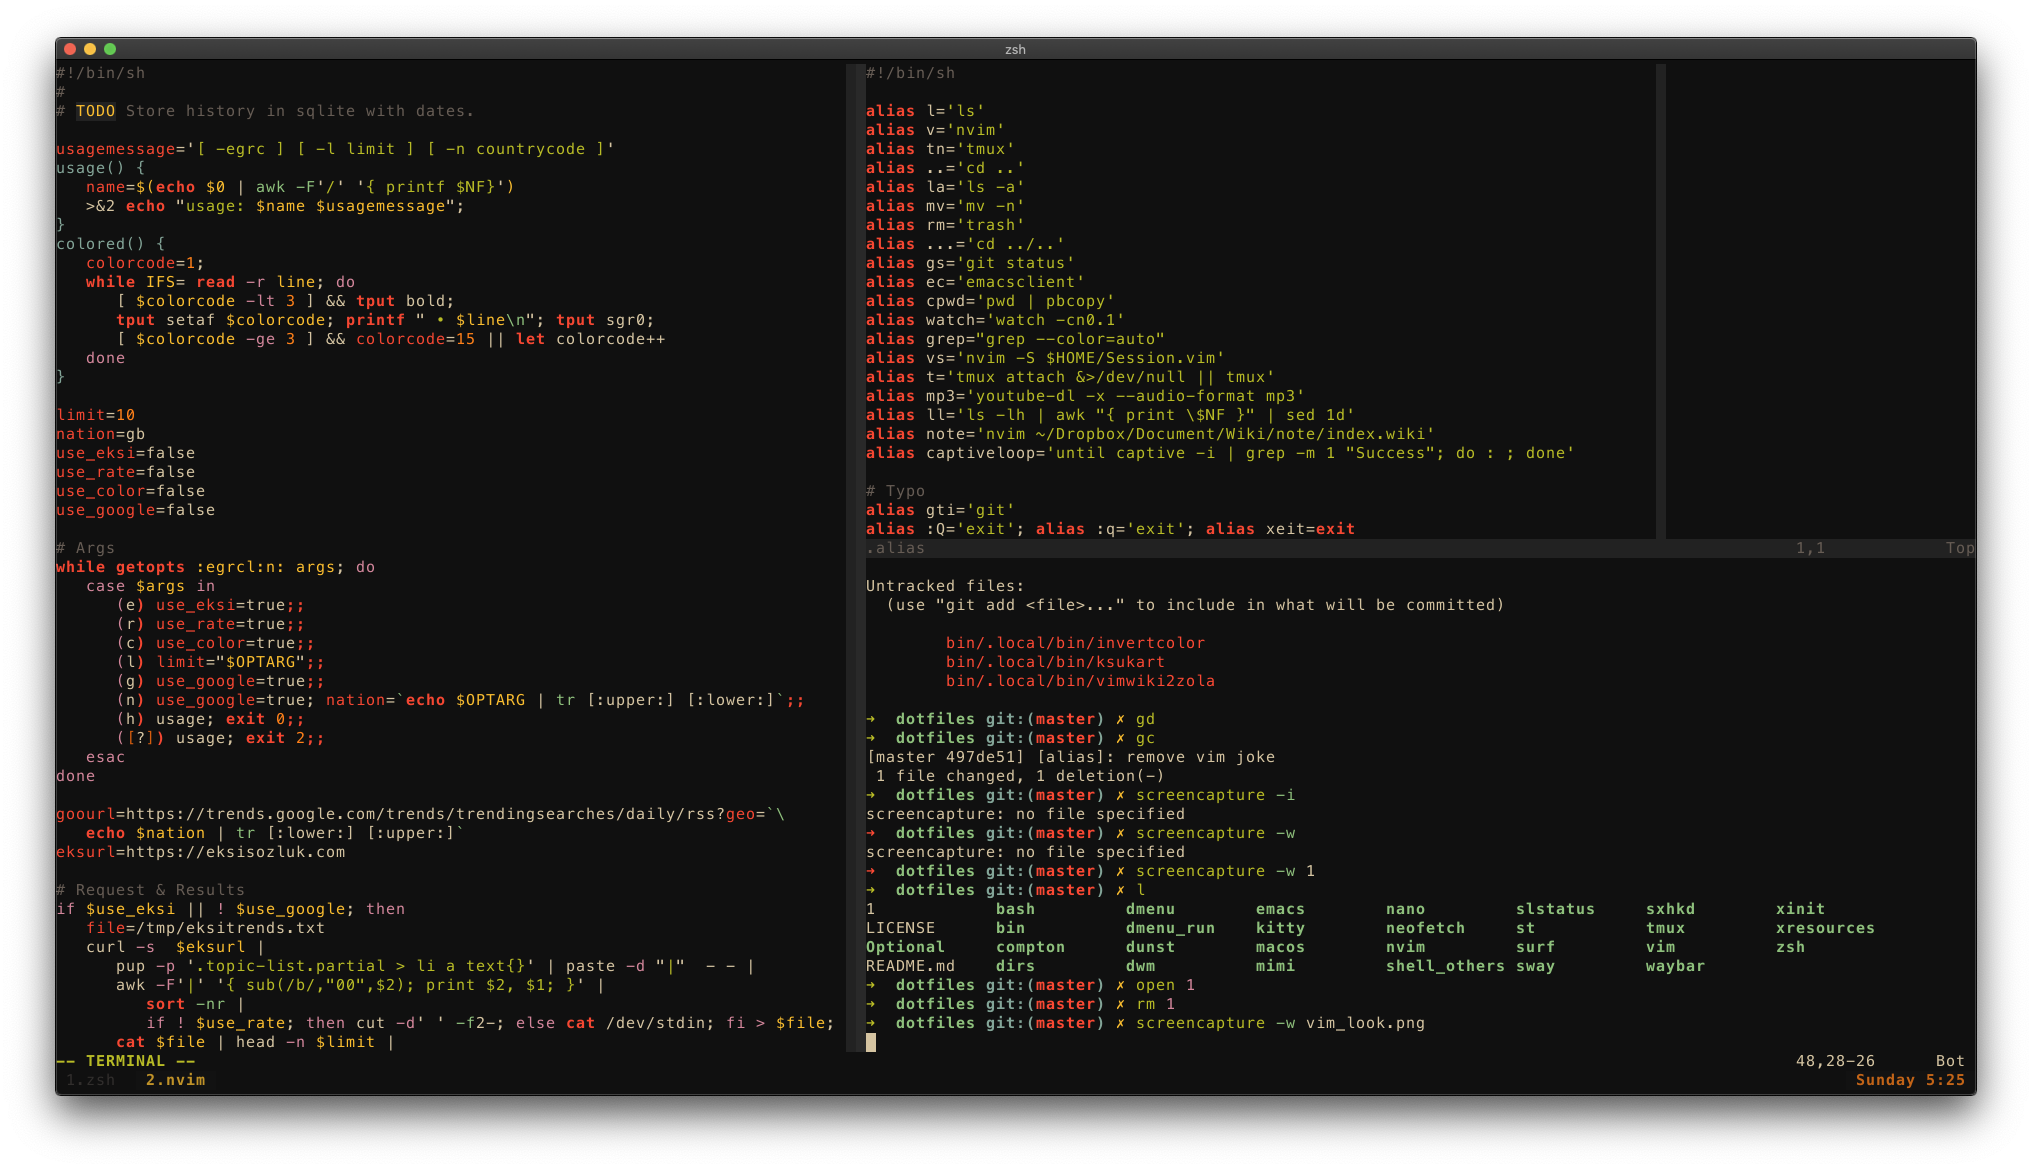 zsh
#!/bin/sh
#
# TODO Store history in sqlite with dates.
usagemessage='[ -egrc ] [ -l limit ] [ -n countrycode ]'
usage() {
   name=$(echo $0 | awk -F'/' '{ printf $NF}')
   >&2 echo "usage: $name $usagemessage";
}
colored() {
   colorcode=1;
   while IFS= read -r line; do
      [ $colorcode -lt 3 ] && tput bold;
      tput setaf $colorcode; printf " • $line\n"; tput sgr0;
      [ $colorcode -ge 3 ] && colorcode=15 || let colorcode++
   done
}
limit=10
nation=gb
use_eksi=false
use_rate=false
use_color=false
use_google=false
# Args
while getopts :egrcl:n: args; do
   case $args in
      (e) use_eksi=true;;
      (r) use_rate=true;;
      (c) use_color=true;;
      (l) limit="$OPTARG";;
      (g) use_google=true;;
      (n) use_google=true; nation=`echo $OPTARG | tr [:upper:] [:lower:]`;;
      (h) usage; exit 0;;
      ([?]) usage; exit 2;;
   esac
done
goourl=https://trends.google.com/trends/trendingsearches/daily/rss?geo=`\
   echo $nation | tr [:lower:] [:upper:]`
eksurl=https://eksisozluk.com
# Request & Results
if $use_eksi || ! $use_google; then
   file=/tmp/eksitrends.txt
   curl -s  $eksurl |
      pup -p '.topic-list.partial > li a text{}' | paste -d "|"  - - |
      awk -F'|' '{ sub(/b/,"00",$2); print $2, $1; }' |
         sort -nr |
         if ! $use_rate; then cut -d' ' -f2-; else cat /dev/stdin; fi > $file;
      cat $file | head -n $limit |
#!/bin/sh
alias l='ls'
alias v='nvim'
alias tn='tmux'
alias ..='cd ..'
alias la='ls -a'
alias mv='mv -n'
alias rm='trash'
alias ...='cd ../..'
alias gs='git status'
alias ec='emacsclient'
alias cpwd='pwd | pbcopy'
alias watch='watch -cn0.1'
alias grep="grep --color=auto"
alias vs='nvim -S $HOME/Session.vim'
alias t='tmux attach &>/dev/null || tmux'
alias mp3='youtube-dl -x --audio-format mp3'
alias ll='ls -lh | awk "{ print \$NF }" | sed 1d'
alias note='nvim ~/Dropbox/Document/Wiki/note/index.wiki'
alias captiveloop='until captive -i | grep -m 1 "Success"; do : ; done'
# Typo
alias gti='git'
alias :Q='exit'; alias :q='exit'; alias xeit=exit
.alias 1,1 Top
Untracked files:
  (use "git add <file>..." to include in what will be committed)
        bin/.local/bin/invertcolor
        bin/.local/bin/ksukart
        bin/.local/bin/vimwiki2zola
➜  dotfiles git:(master) ✗ gd
➜  dotfiles git:(master) ✗ gc
[master 497de51] [alias]: remove vim joke
 1 file changed, 1 deletion(-)
➜  dotfiles git:(master) ✗ screencapture -i
screencapture: no file specified
➜  dotfiles git:(master) ✗ screencapture -w
screencapture: no file specified
➜  dotfiles git:(master) ✗ screencapture -w 1
➜  dotfiles git:(master) ✗ l
1            bash         dmenu        emacs        nano         slstatus     sxhkd        xinit
LICENSE      bin          dmenu_run    kitty        neofetch     st           tmux         xresources
Optional     compton      dunst        macos        nvim         surf         vim          zsh
README.md    dirs         dwm          mimi         shell_others sway         waybar
➜  dotfiles git:(master) ✗ open 1
➜  dotfiles git:(master) ✗ rm 1
➜  dotfiles git:(master) ✗ screencapture -w vim_look.png
-- TERMINAL -- 48,28-26 Bot
1.zsh 2.nvim Sunday 5:25